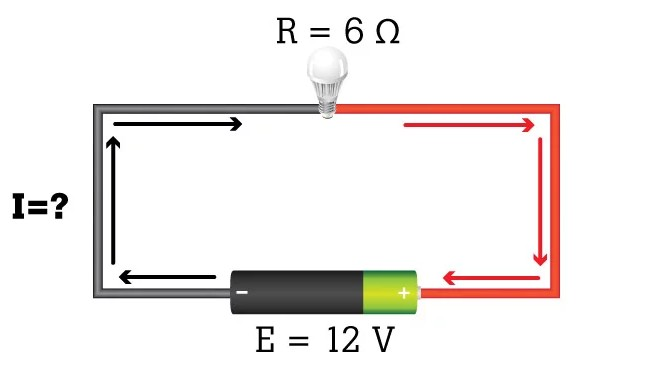 R = 6 Ω
I=?
− +
E = 12 V